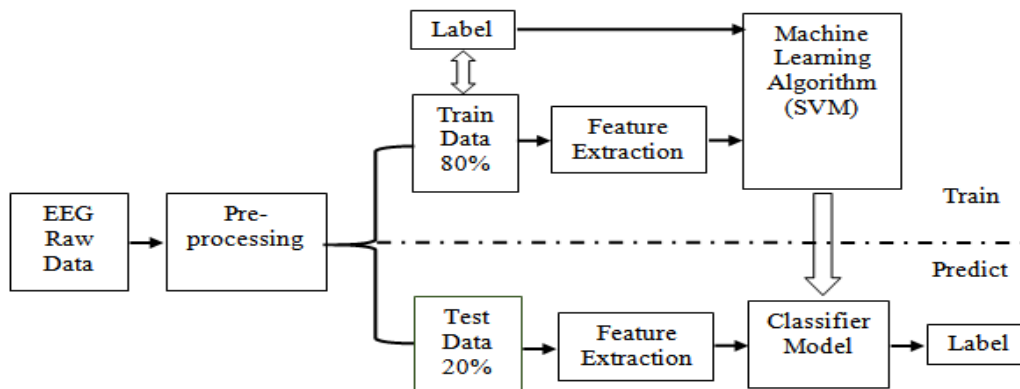 Label
Machine
Learning
Algorithm
(SVM)
Train
Data
80%
Feature
Extraction
EEG
Raw
Data
Pre-
processing
Train
Predict
Test
Data
20%
Feature
Extraction
Classifier
Model
Label